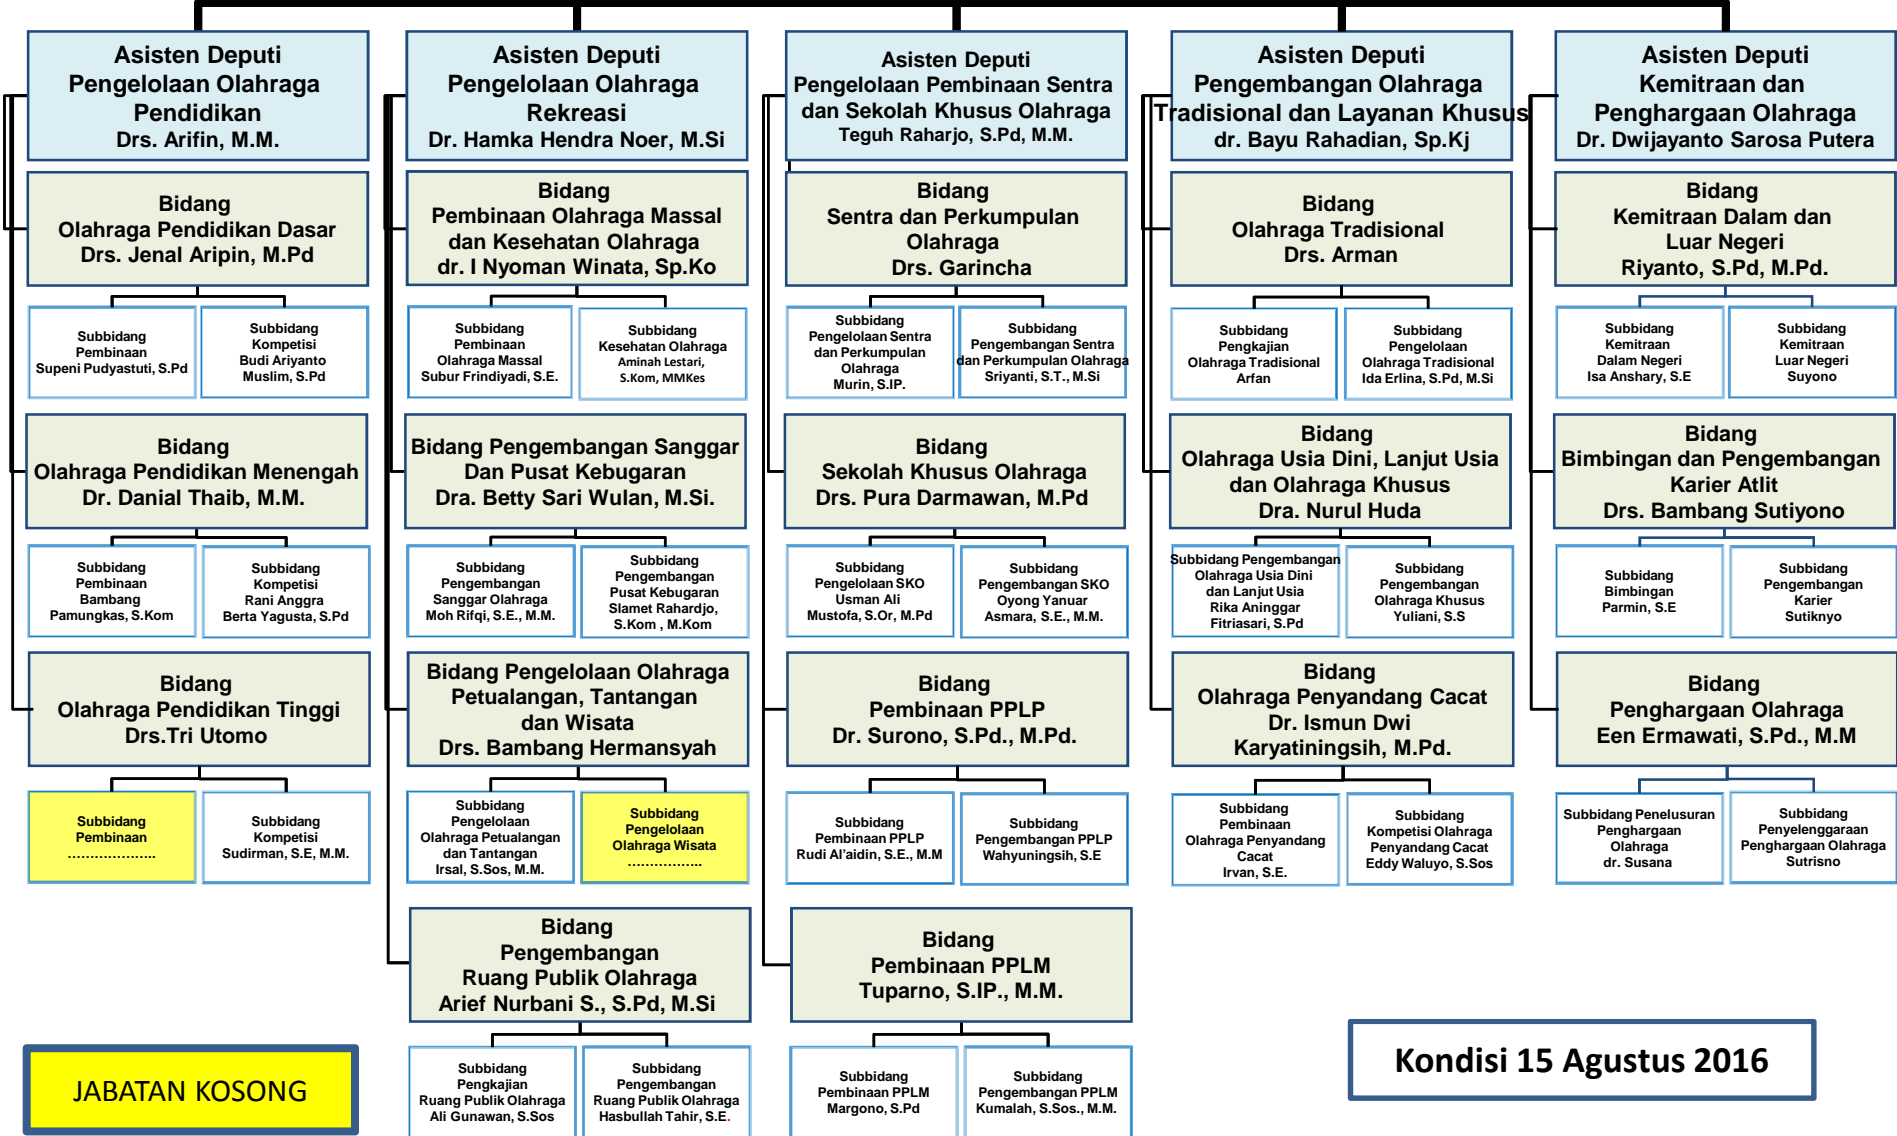 Asisten Deputi
Pengelolaan Olahraga
Pendidikan
Drs. Arifin, M.M.
Asisten Deputi
Pengelolaan Olahraga
Rekreasi
Dr. Hamka Hendra Noer, M.Si
Asisten Deputi
Pengelolaan Pembinaan Sentra
dan Sekolah Khusus Olahraga
Teguh Raharjo, S.Pd, M.M.
Asisten Deputi
Pengembangan Olahraga
Tradisional dan Layanan Khusus
dr. Bayu Rahadian, Sp.Kj
Asisten Deputi
Kemitraan dan
Penghargaan Olahraga
Dr. Dwijayanto Sarosa Putera
Bidang
Olahraga Pendidikan Dasar
Drs. Jenal Aripin, M.Pd
Bidang
Pembinaan Olahraga Massal
dan Kesehatan Olahraga
dr. I Nyoman Winata, Sp.Ko
Bidang
Sentra dan Perkumpulan
Olahraga
Drs. Garincha
Bidang
Olahraga Tradisional
Drs. Arman
Bidang
Kemitraan Dalam dan
Luar Negeri
Riyanto, S.Pd, M.Pd.
Subbidang
Pembinaan
Supeni Pudyastuti, S.Pd
Subbidang
Kompetisi
Budi Ariyanto
Muslim, S.Pd
Subbidang
Pembinaan
Olahraga Massal
Subur Frindiyadi, S.E.
Subbidang
Kesehatan Olahraga
Aminah Lestari,
S.Kom, MMKes
Subbidang
Pengelolaan Sentra
dan Perkumpulan
Olahraga
Murin, S.IP.
Subbidang
Pengembangan Sentra
dan Perkumpulan Olahraga
Sriyanti, S.T., M.Si
Subbidang
Pengkajian
Olahraga Tradisional
Arfan
Subbidang
Pengelolaan
Olahraga Tradisional
Ida Erlina, S.Pd, M.Si
Subbidang
Kemitraan
Dalam Negeri
Isa Anshary, S.E
Subbidang
Kemitraan
Luar Negeri
Suyono
Bidang
Olahraga Pendidikan Menengah
Dr. Danial Thaib, M.M.
Bidang Pengembangan Sanggar
Dan Pusat Kebugaran
Dra. Betty Sari Wulan, M.Si.
Bidang
Sekolah Khusus Olahraga
Drs. Pura Darmawan, M.Pd
Bidang
Olahraga Usia Dini, Lanjut Usia
dan Olahraga Khusus
Dra. Nurul Huda
Bidang
Bimbingan dan Pengembangan
Karier Atlit
Drs. Bambang Sutiyono
Subbidang
Pembinaan
Bambang
Pamungkas, S.Kom
Subbidang
Kompetisi
Rani Anggra
Berta Yagusta, S.Pd
Subbidang
Pengembangan
Sanggar Olahraga
Moh Rifqi, S.E., M.M.
Subbidang
Pengembangan
Pusat Kebugaran
Slamet Rahardjo,
S.Kom , M.Kom
Subbidang
Pengelolaan SKO
Usman Ali
Mustofa, S.Or, M.Pd
Subbidang
Pengembangan SKO
Oyong Yanuar
Asmara, S.E., M.M.
Subbidang Pengembangan
Olahraga Usia Dini
dan Lanjut Usia
Rika Aninggar
Fitriasari, S.Pd
Subbidang
Pengembangan
Olahraga Khusus
Yuliani, S.S
Subbidang
Bimbingan
Parmin, S.E
Subbidang
Pengembangan
Karier
Sutiknyo
Bidang
Olahraga Pendidikan Tinggi
Drs.Tri Utomo
Bidang Pengelolaan Olahraga
Petualangan, Tantangan
dan Wisata
Drs. Bambang Hermansyah
Bidang
Pembinaan PPLP
Dr. Surono, S.Pd., M.Pd.
Bidang
Olahraga Penyandang Cacat
Dr. Ismun Dwi
Karyatiningsih, M.Pd.
Bidang
Penghargaan Olahraga
Een Ermawati, S.Pd., M.M
Subbidang
Pembinaan
………………..
Subbidang
Kompetisi
Sudirman, S.E, M.M.
Subbidang
Pengelolaan
Olahraga Petualangan
dan Tantangan
Irsal, S.Sos, M.M.
Subbidang
Pengelolaan
Olahraga Wisata
……………..
Subbidang
Pembinaan PPLP
Rudi Al’aidin, S.E., M.M
Subbidang
Pengembangan PPLP
Wahyuningsih, S.E
Subbidang
Pembinaan
Olahraga Penyandang
Cacat
Irvan, S.E.
Subbidang
Kompetisi Olahraga
Penyandang Cacat
Eddy Waluyo, S.Sos
Subbidang Penelusuran
Penghargaan
Olahraga
dr. Susana
Subbidang
Penyelenggaraan
Penghargaan Olahraga
Sutrisno
Bidang
Pengembangan
Ruang Publik Olahraga
Arief Nurbani S., S.Pd, M.Si
Bidang
Pembinaan PPLM
Tuparno, S.IP., M.M.
Subbidang
Pengkajian
Ruang Publik Olahraga
Ali Gunawan, S.Sos
Subbidang
Pengembangan
Ruang Publik Olahraga
Hasbullah Tahir, S.E.
Subbidang
Pembinaan PPLM
Margono, S.Pd
Subbidang
Pengembangan PPLM
Kumalah, S.Sos., M.M.
JABATAN KOSONG
Kondisi 15 Agustus 2016